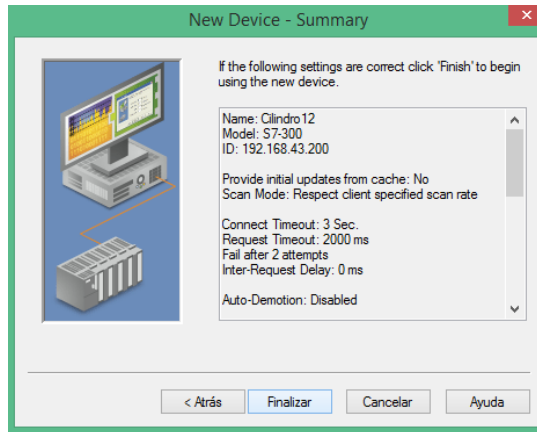 New Device - Summary
If the following settings are correct click 'Finish' to begin
using the new device.
Name: Cilindro12
Model: S7-300
ID: 192.168.43.200
Provide initial updates from cache: No
Scan Mode: Respect client specified scan rate
Connect Timeout: 3 Sec.
Request Timeout: 2000 ms
Fail after 2 attempts
Inter-Request Delay: 0 ms
Auto-Demotion: Disabled
< Atrás
Finalizar
Cancelar
Ayuda